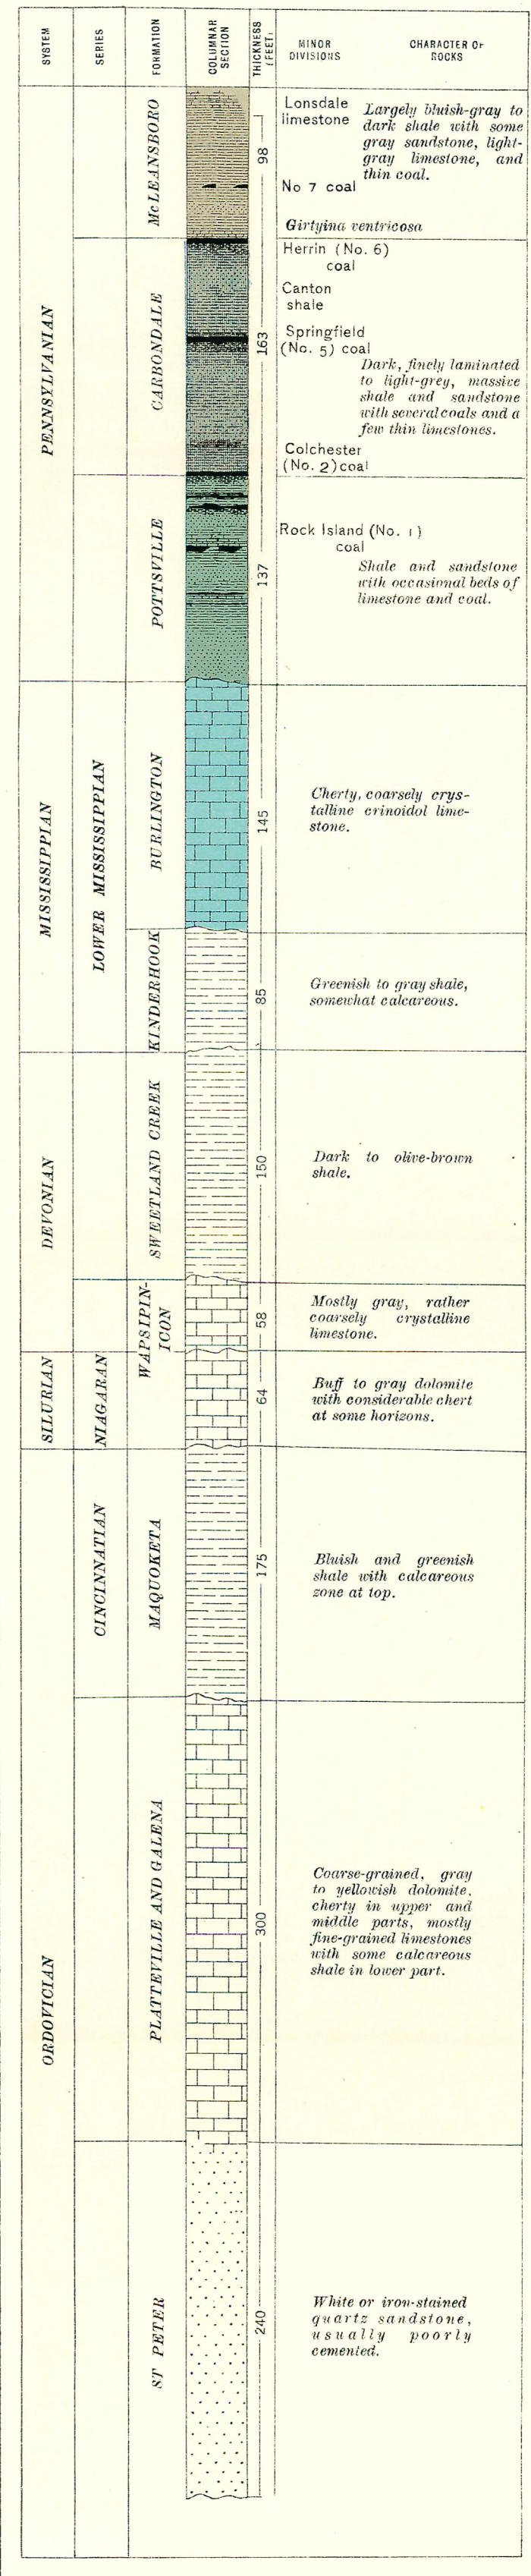 SYSTEM
SERIES
FORMATION
COLUMNAR
SECTION
THICKNESS
(FEET)
MINOR
DIVISIONS
CHARACTER OF
ROCKS
PENNSYLVANIAN
McLEANSBORO
98
Lonsdale
limestone
Largely bluish-gray to
dark shale with some
gray sandstone, light-
gray limestone, and
thin coal.
No 7 coal
Girtyina ventricosa
CARBONDALE
163
Herrin (No. 6)
coal
Canton
shale
Springfield
(No. 5) coal
Dark, finely laminated
to light-grey, massive
shale and sandstone
with several coals and a
few thin limestones.
Colchester
(No. 2) coal
POTTSVILLE
137
Rock Island (No. 1)
coal
Shale and sandstone
with occasional beds of
limestone and coal.
MISSISSIPPIAN
LOWER MISSISSIPPIAN
BURLINGTON
145
Cherty, coarsely crys-
talline crinoidol lime-
stone.
KINDERHOOK
85
Greenish to gray shale,
somewhat calcareous.
DEVONIAN
SWEETLAND CREEK
150
Dark to olive-brown
shale.
WAPSIPIN-
ICON
58
Mostly gray, rather
coarsely crystalline
limestone.
SILURIAN
NIAGARAN
64
Buff to gray dolomite
with considerable chert
at some horizons.
ORDOVICIAN
CINCINNATIAN
MAQUOKETA
175
Bluish and greenish
shale with calcareous
zone at top.
PLATTEVILLE AND GALENA
300
Coarse-grained, gray
to yellowish dolomite,
cherty in upper and
middle parts, mostly
fine-grained limestones
with some calcareous
shale in lower part.
ST PETER
240
White or iron-stained
quartz sandstone,
usually poorly
cemented.